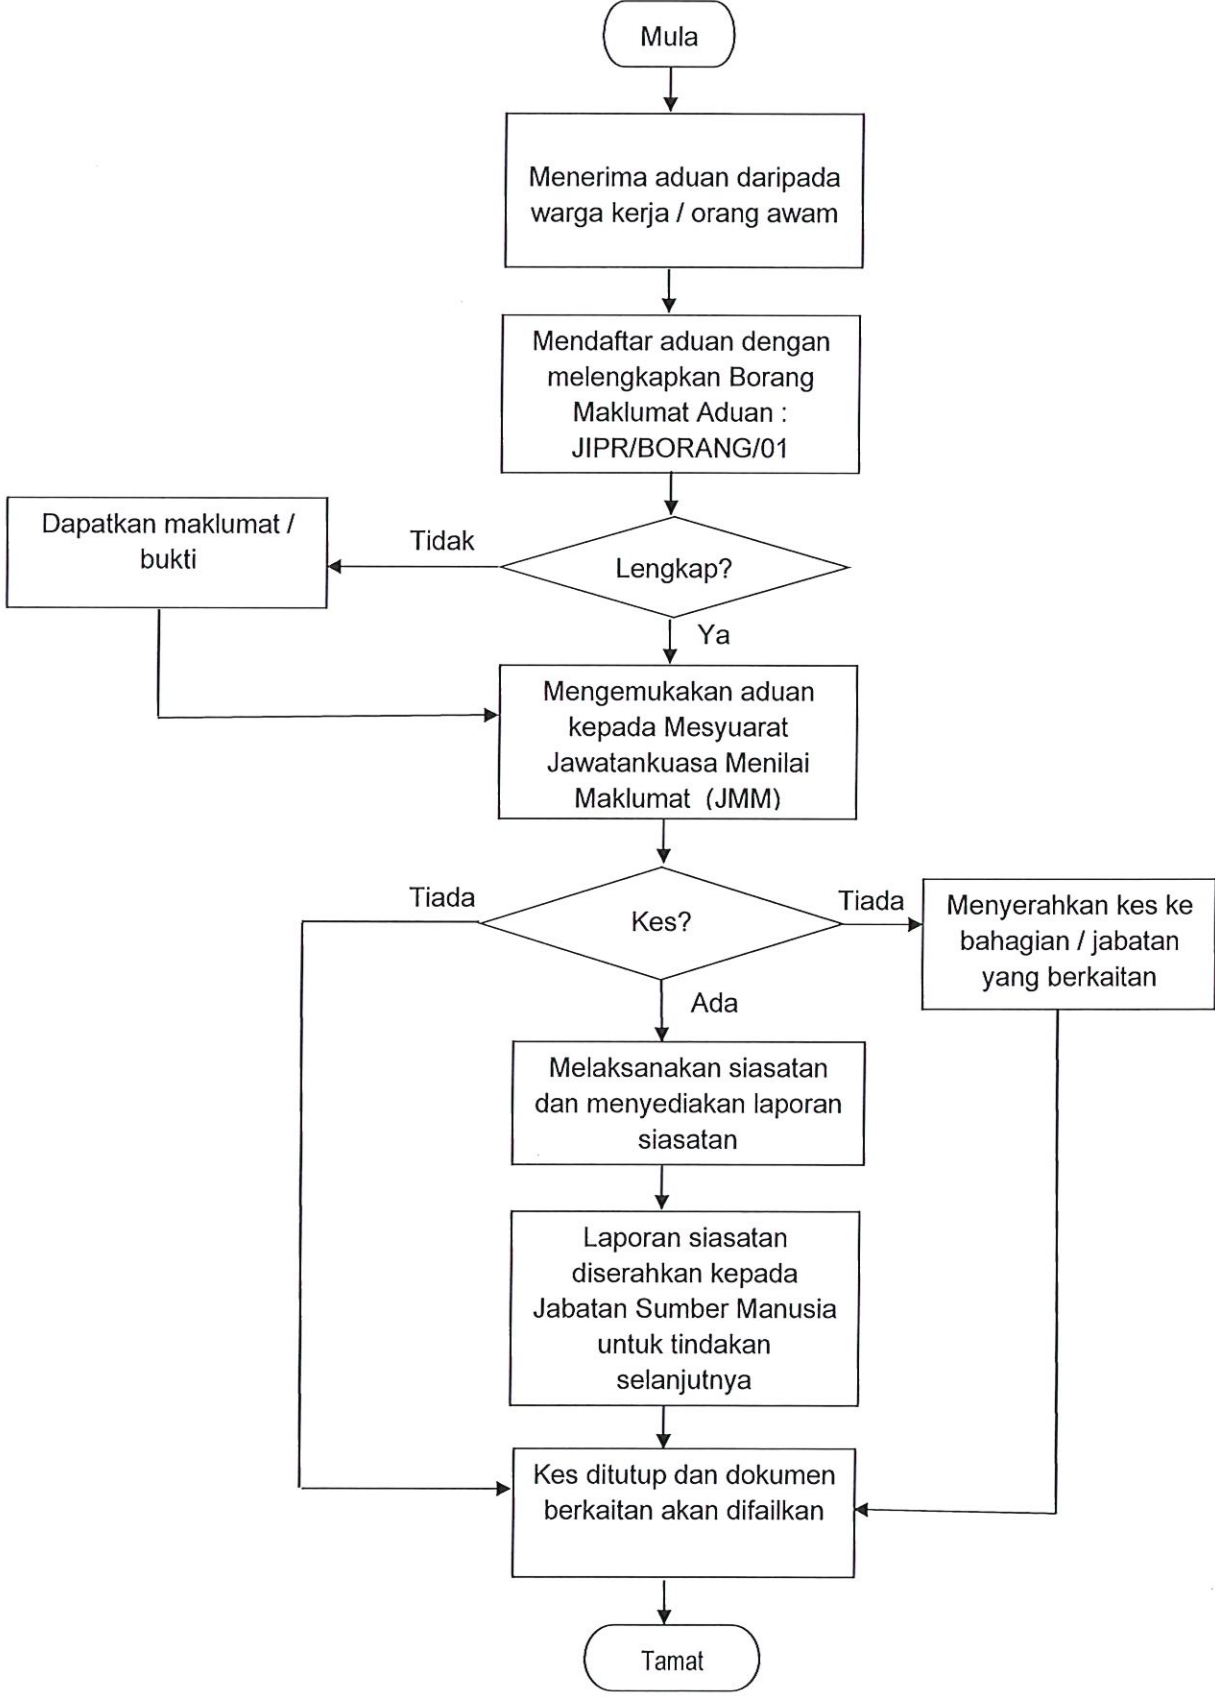 Mula
Menerima aduan daripada
warga kerja / orang awam
Mendaftar aduan dengan
melengkapkan Borang
Maklumat Aduan :
JIPR/BORANG/01
Dapatkan maklumat /
bukti
Tidak
Lengkap?
Ya
Mengemukakan aduan
kepada Mesyuarat
Jawatankuasa Menilai
Maklumat (JMM)
Tiada
Kes?
Tiada
Menyerahkan kes ke
bahagian / jabatan
yang berkaitan
Ada
Melaksanakan siasatan
dan menyediakan laporan
siasatan
Laporan siasatan
diserahkan kepada
Jabatan Sumber Manusia
untuk tindakan
selanjutnya
Kes ditutup dan dokumen
berkaitan akan difailkan
Tamat